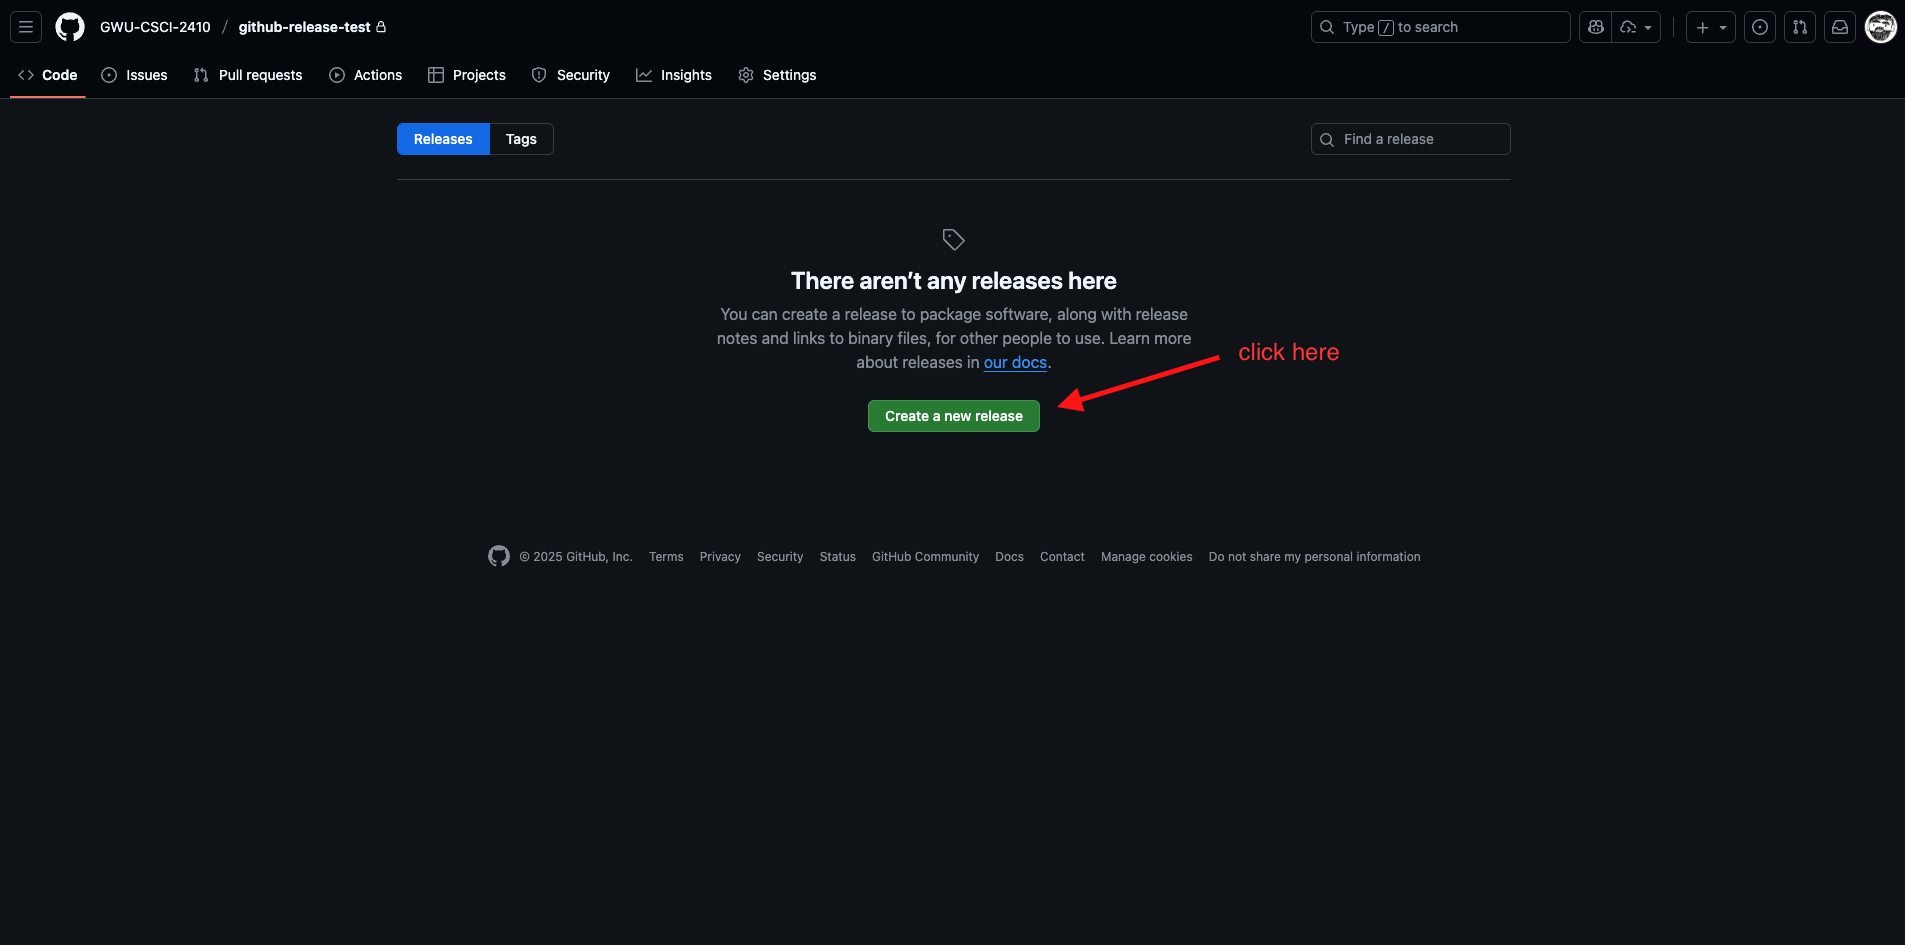 GWU-CSCI-2410 / github-release-test
Type / to search
Code Issues Pull requests Actions Projects Security Insights Settings
Releases Tags
Find a release
There aren’t any releases here
You can create a release to package software, along with release
notes and links to binary files, for other people to use. Learn more
about releases in our docs.
click here
Create a new release
© 2025 GitHub, Inc. Terms Privacy Security Status GitHub Community Docs Contact Manage cookies Do not share my personal information